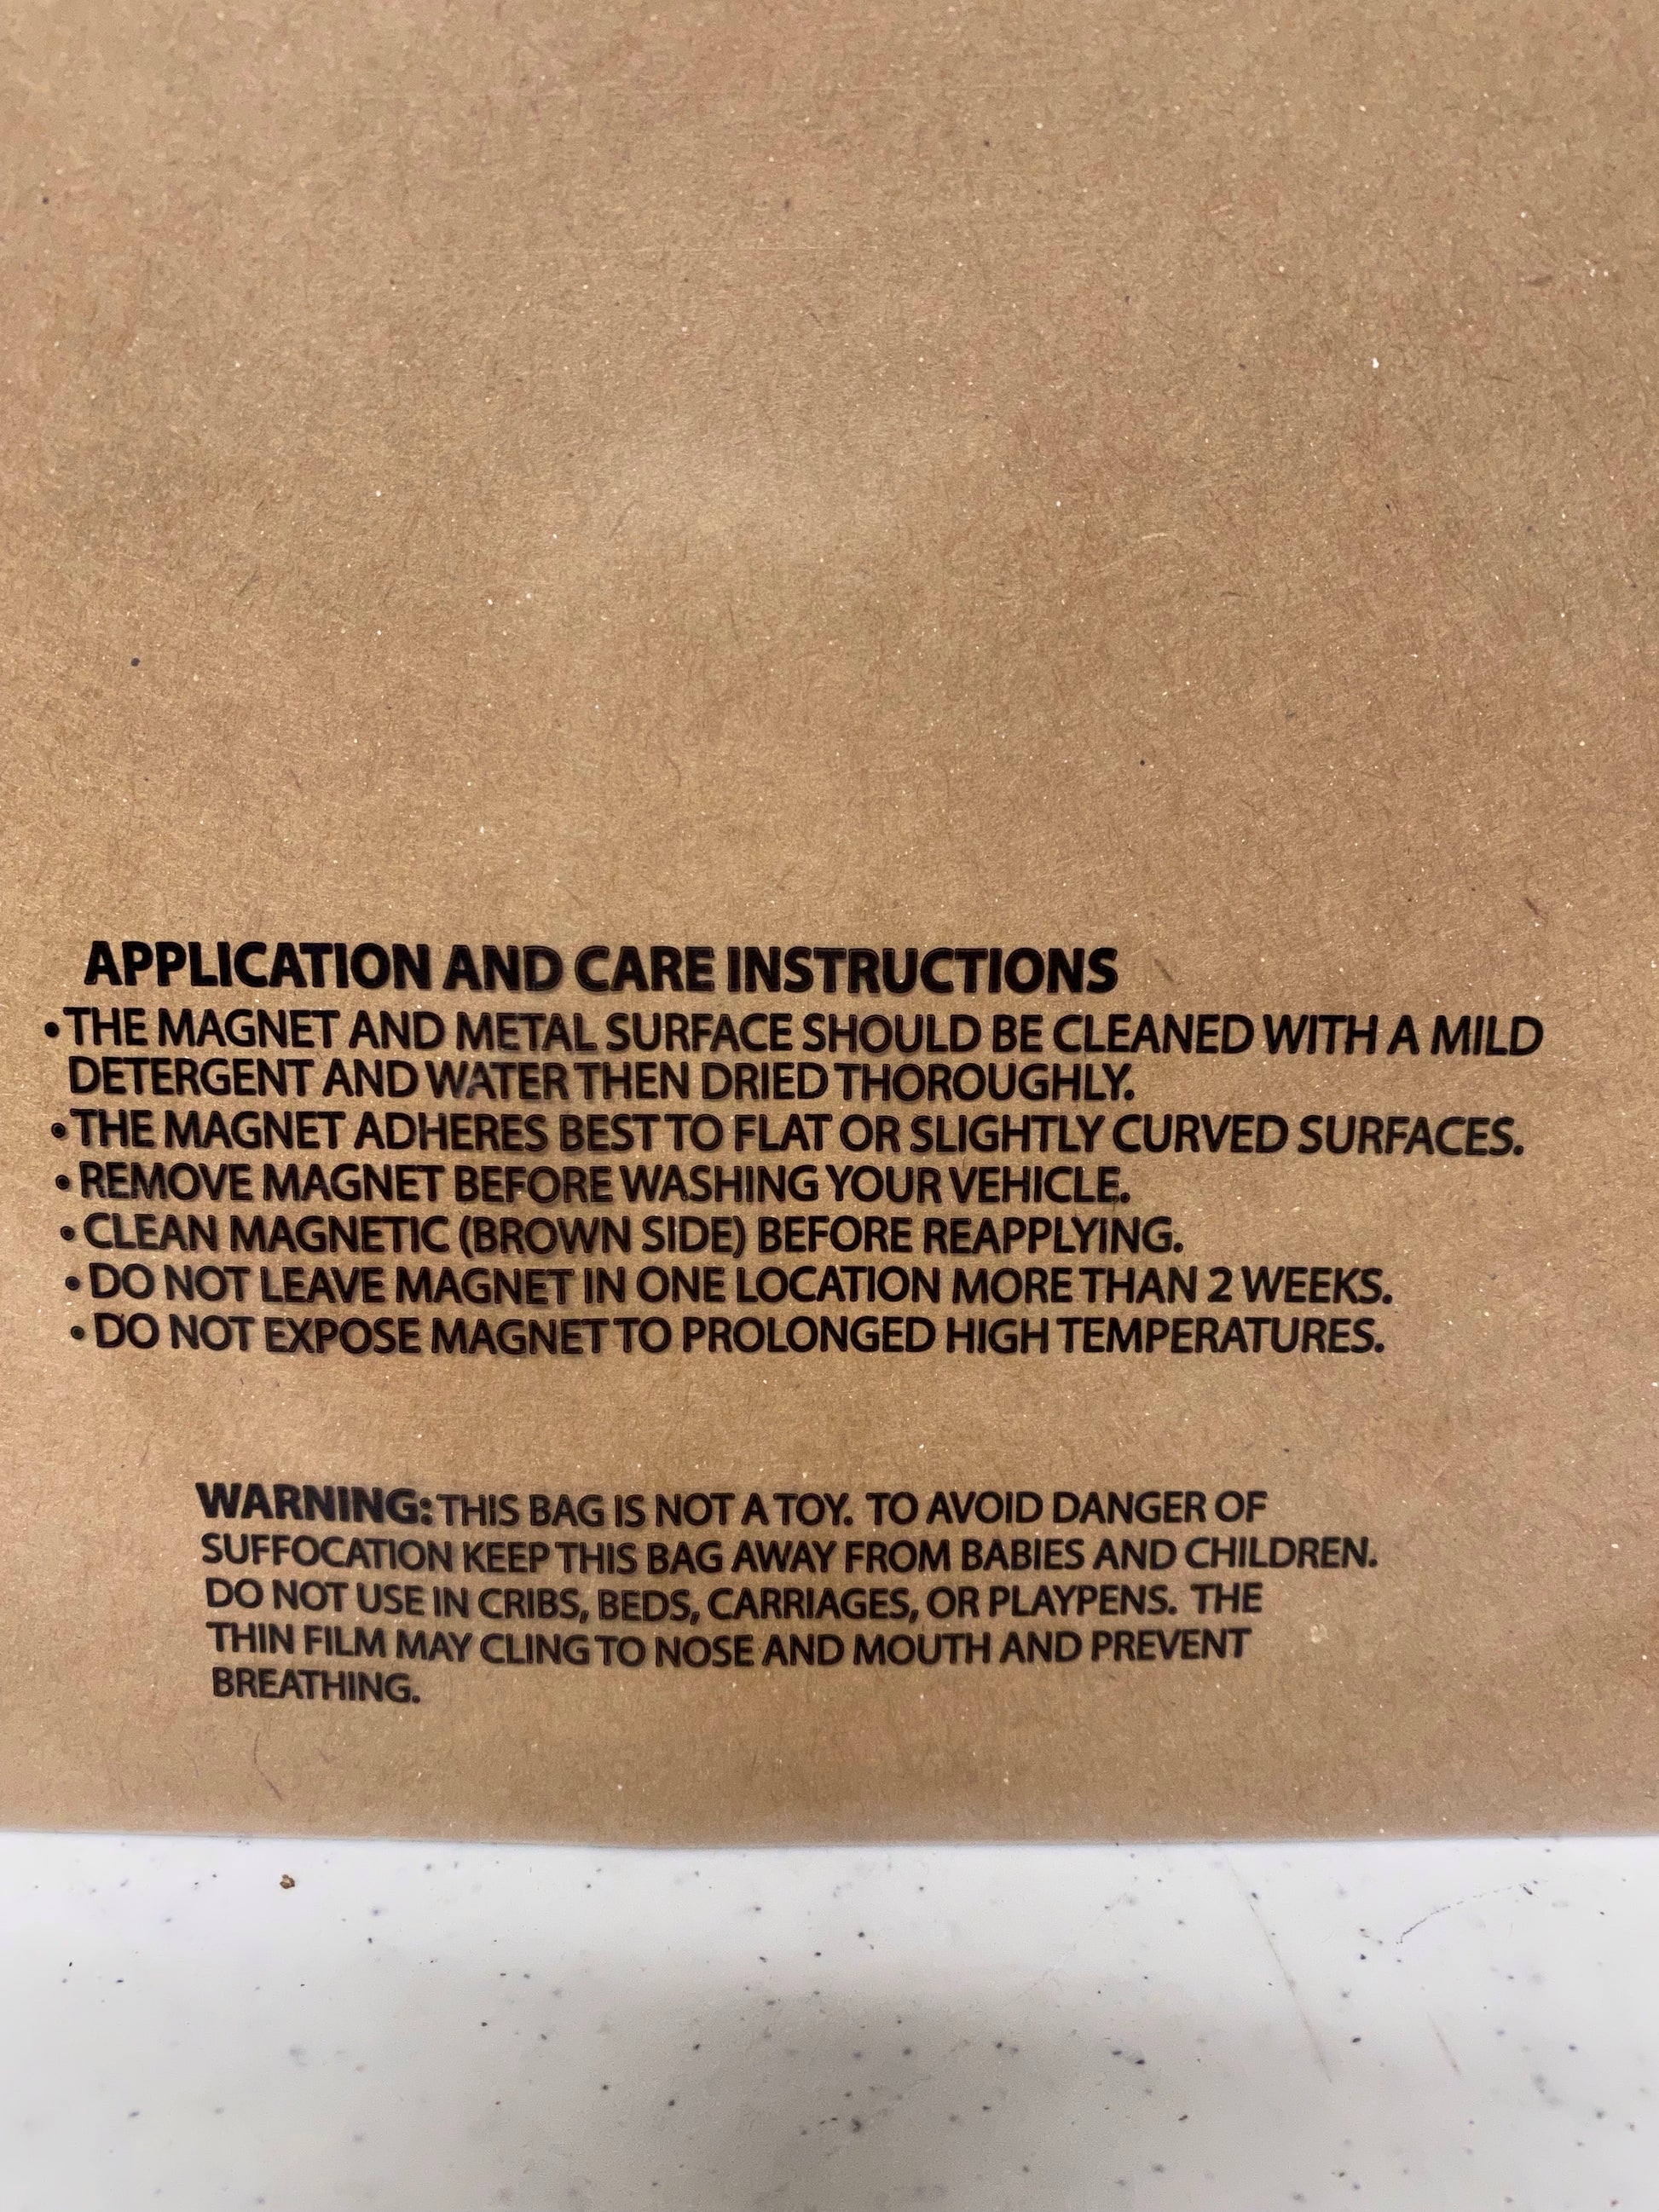 APPLICATION AND CARE INSTRUCTIONS
•THE MAGNET AND METAL SURFACE SHOULD BE CLEANED WITH A MILD
DETERGENT AND WATER THEN DRIED THOROUGHLY.
•THE MAGNET ADHERES BEST TO FLAT OR SLIGHTLY CURVED SURFACES.
•REMOVE MAGNET BEFORE WASHING YOUR VEHICLE.
•CLEAN MAGNETIC (BROWN SIDE) BEFORE REAPPLYING.
•DO NOT LEAVE MAGNET IN ONE LOCATION MORE THAN 2 WEEKS.
•DO NOT EXPOSE MAGNET TO PROLONGED HIGH TEMPERATURES.
WARNING: THIS BAG IS NOT A TOY. TO AVOID DANGER OF
SUFFOCATION KEEP THIS BAG AWAY FROM BABIES AND CHILDREN.
DO NOT USE IN CRIBS, BEDS, CARRIAGES, OR PLAYPENS. THE
THIN FILM MAY CLING TO NOSE AND MOUTH AND PREVENT
BREATHING.